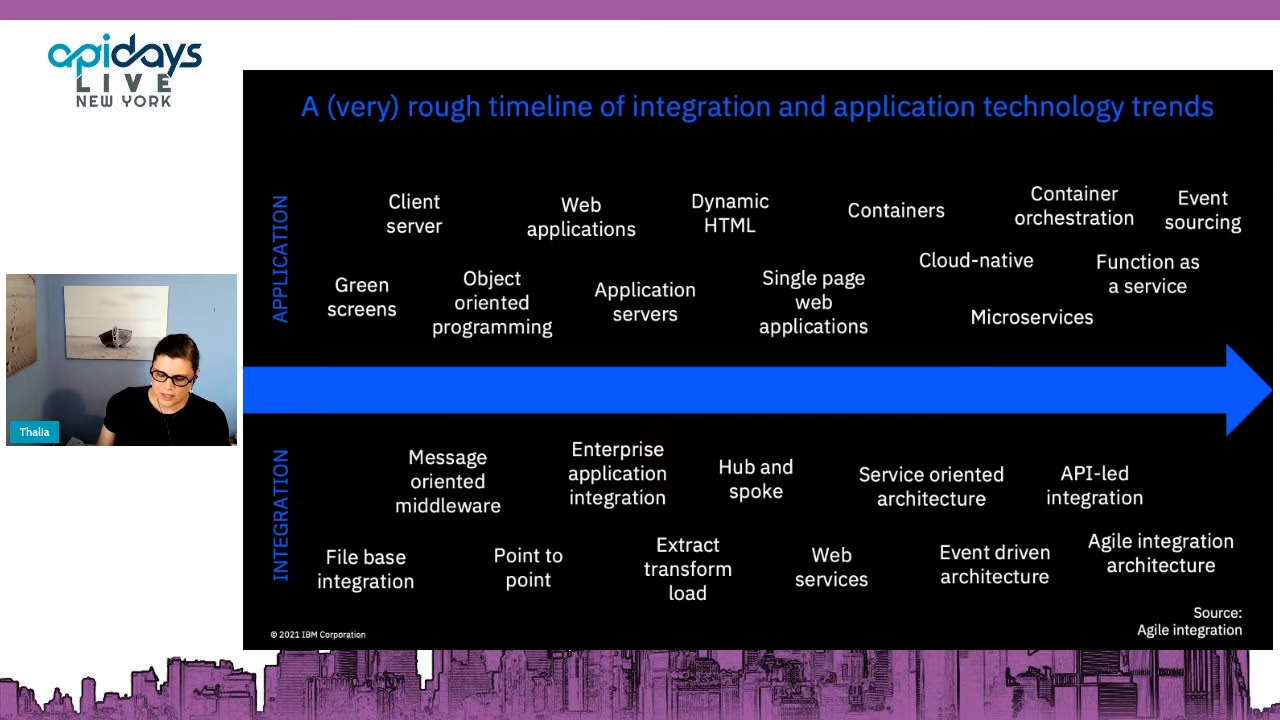 apidays
LIVE
NEW YORK
A (very) rough timeline of integration and application technology trends
APPLICATION
Client
server
Web
applications
Dynamic
HTML
Containers
Container
orchestration
Event
sourcing
Green
screens
Object
oriented
programming
Application
servers
Single page
web
applications
Cloud-native
Function as
a service
Microservices
Thalia
INTEGRATION
Message
oriented
middleware
Enterprise
application
integration
Hub and
spoke
Service oriented
architecture
API-led
integration
File base
integration
Point to
point
Extract
transform
load
Web
services
Event driven
architecture
Agile integration
architecture
Source:
Agile integration
© 2021 IBM Corporation